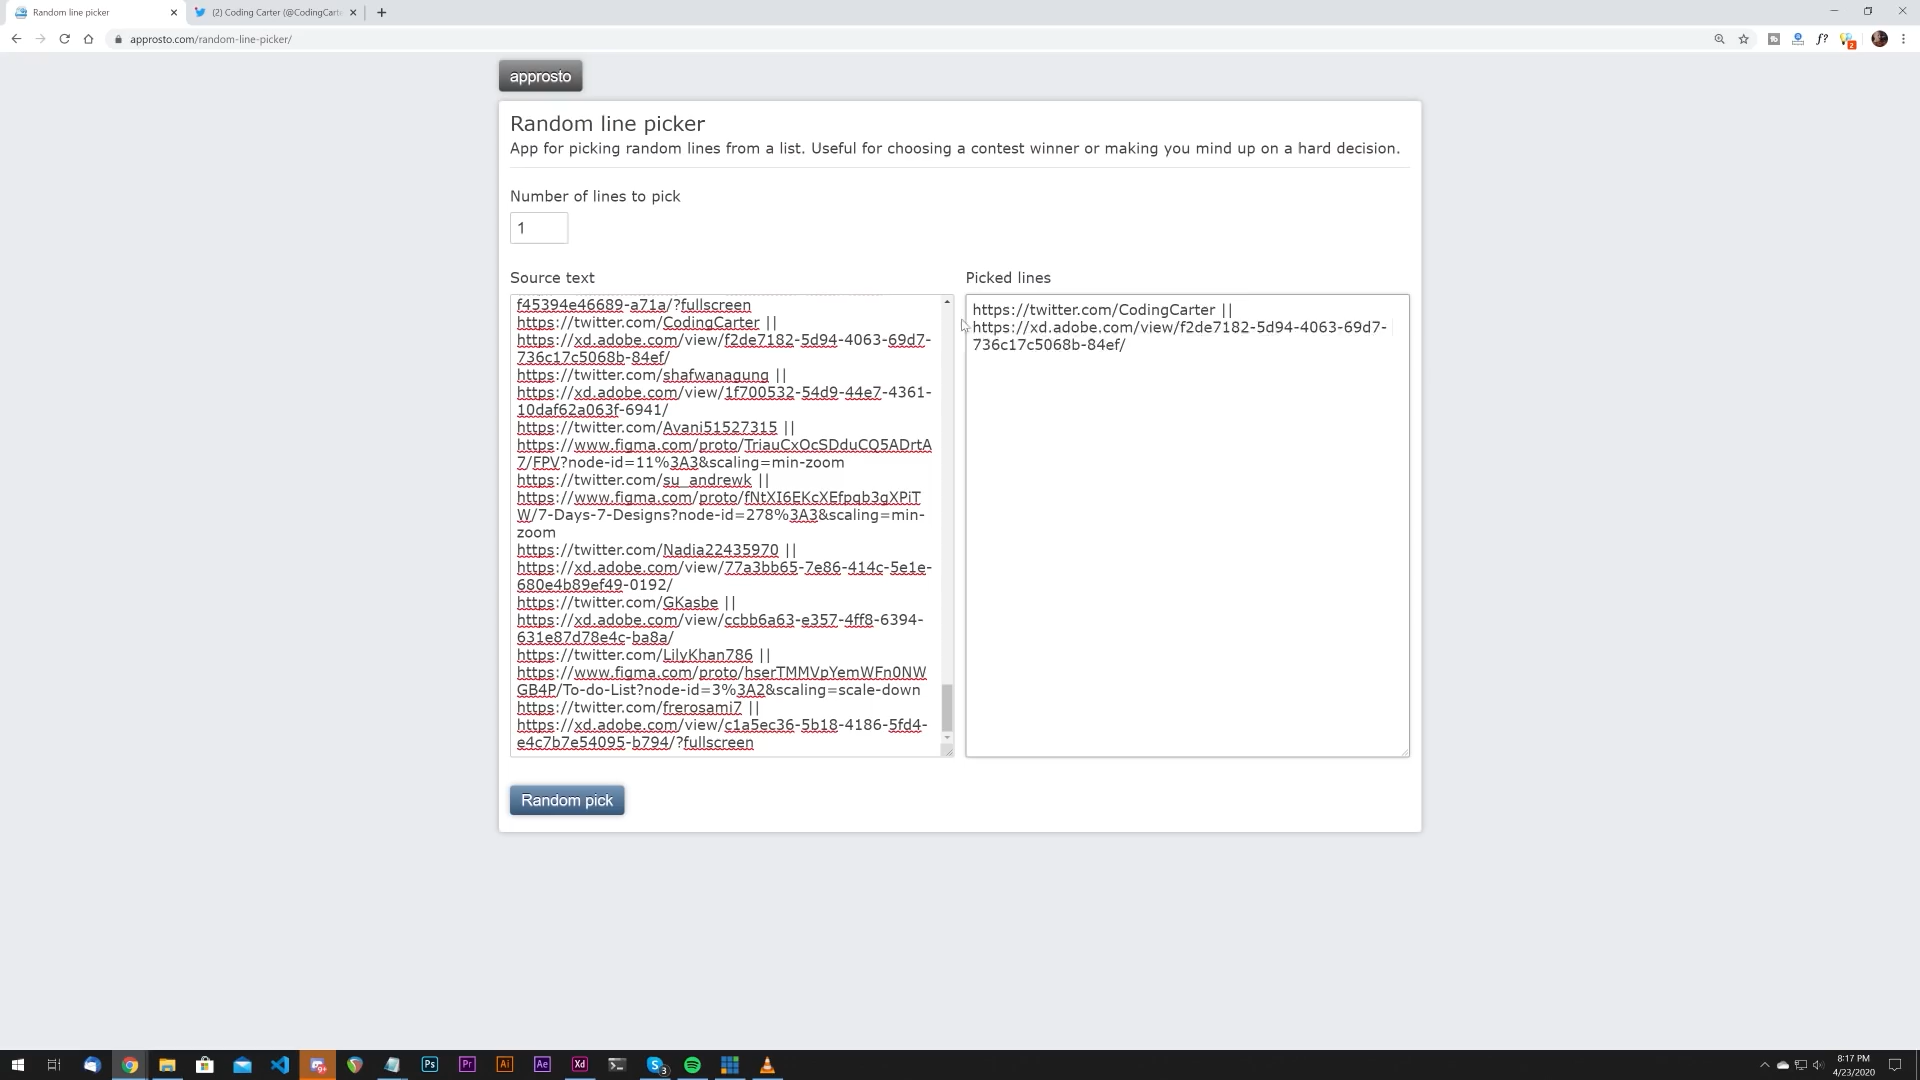 Random line picker
(2) Coding Carter (@CodingCarte
approsto.com/random-line-picker/
f?
2
approsto
Random line picker
App for picking random lines from a list. Useful for choosing a contest winner or making you mind up on a hard decision.
Number of lines to pick
1
Source text
f45394e46689-a71a/?fullscreen
https://twitter.com/CodingCarter ||
https://xd.adobe.com/view/f2de7182-5d94-4063-69d7-
736c17c5068b-84ef/
https://twitter.com/shafwanagung ||
https://xd.adobe.com/view/1f700532-54d9-44e7-4361-
10daf62a063f-6941/
https://twitter.com/Avani51527315 ||
https://www.figma.com/proto/TriauCxOcSDduCQ5ADrtA
7/FPV?node-id=11%3A3&scaling=min-zoom
https://twitter.com/su_andrewk ||
https://www.figma.com/proto/fNtXI6EKcXEfpqb3gXPiT
W/7-Days-7-Designs?node-id=278%3A3&scaling=min-
zoom
https://twitter.com/Nadia22435970 ||
https://xd.adobe.com/view/77a3bb65-7e86-414c-5e1e-
680e4b89ef49-0192/
https://twitter.com/GKasbe ||
https://xd.adobe.com/view/ccbb6a63-e357-4ff8-6394-
631e87d78e4c-ba8a/
https://twitter.com/LilyKhan786 ||
https://www.figma.com/proto/hserTMMVpYemWFn0NW
GB4P/To-do-List?node-id=3%3A2&scaling=scale-down
https://twitter.com/frerosami7 ||
https://xd.adobe.com/view/c1a5ec36-5b18-4186-5fd4-
e4c7b7e54095-b794/?fullscreen
Picked lines
https://twitter.com/CodingCarter ||
https://xd.adobe.com/view/f2de7182-5d94-4063-69d7-
736c17c5068b-84ef/
Random pick
Ps
Pr
Ai
Ae
Xd
3
8:17 PM
4/23/2020